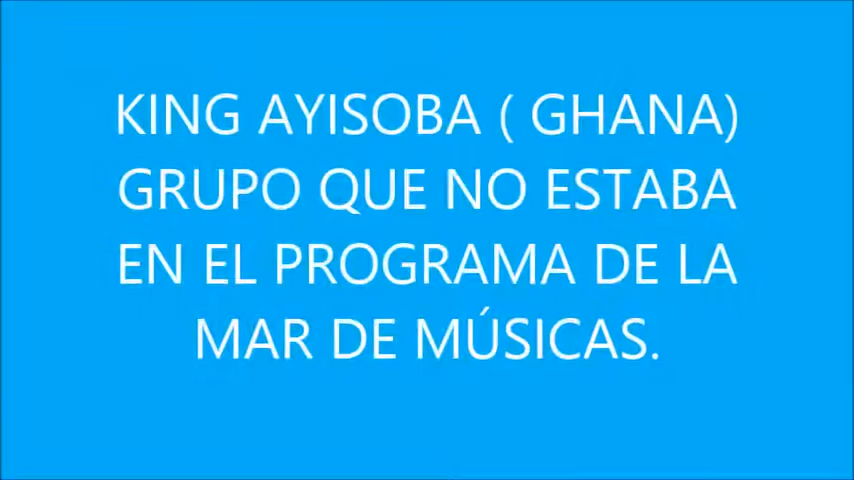 KING AYISOBA ( GHANA)
GRUPO QUE NO ESTABA
EN EL PROGRAMA DE LA
MAR DE MÚSICAS.